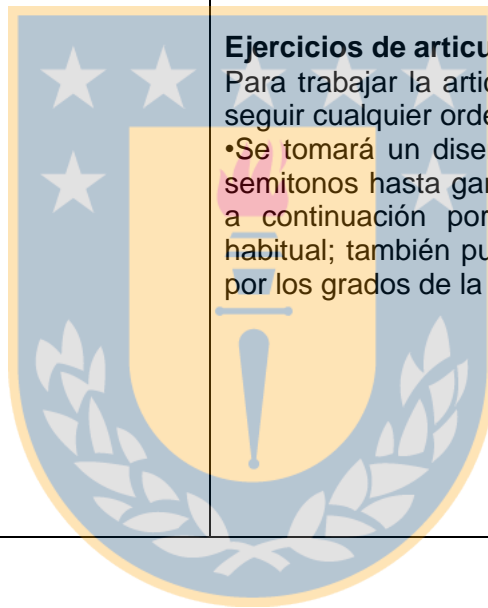 Ejercicios de articu
Para trabajar la artic
seguir cualquier orde
•Se tomará un dise
semitonos hasta gar
a continuación por
habitual; también pu
por los grados de la